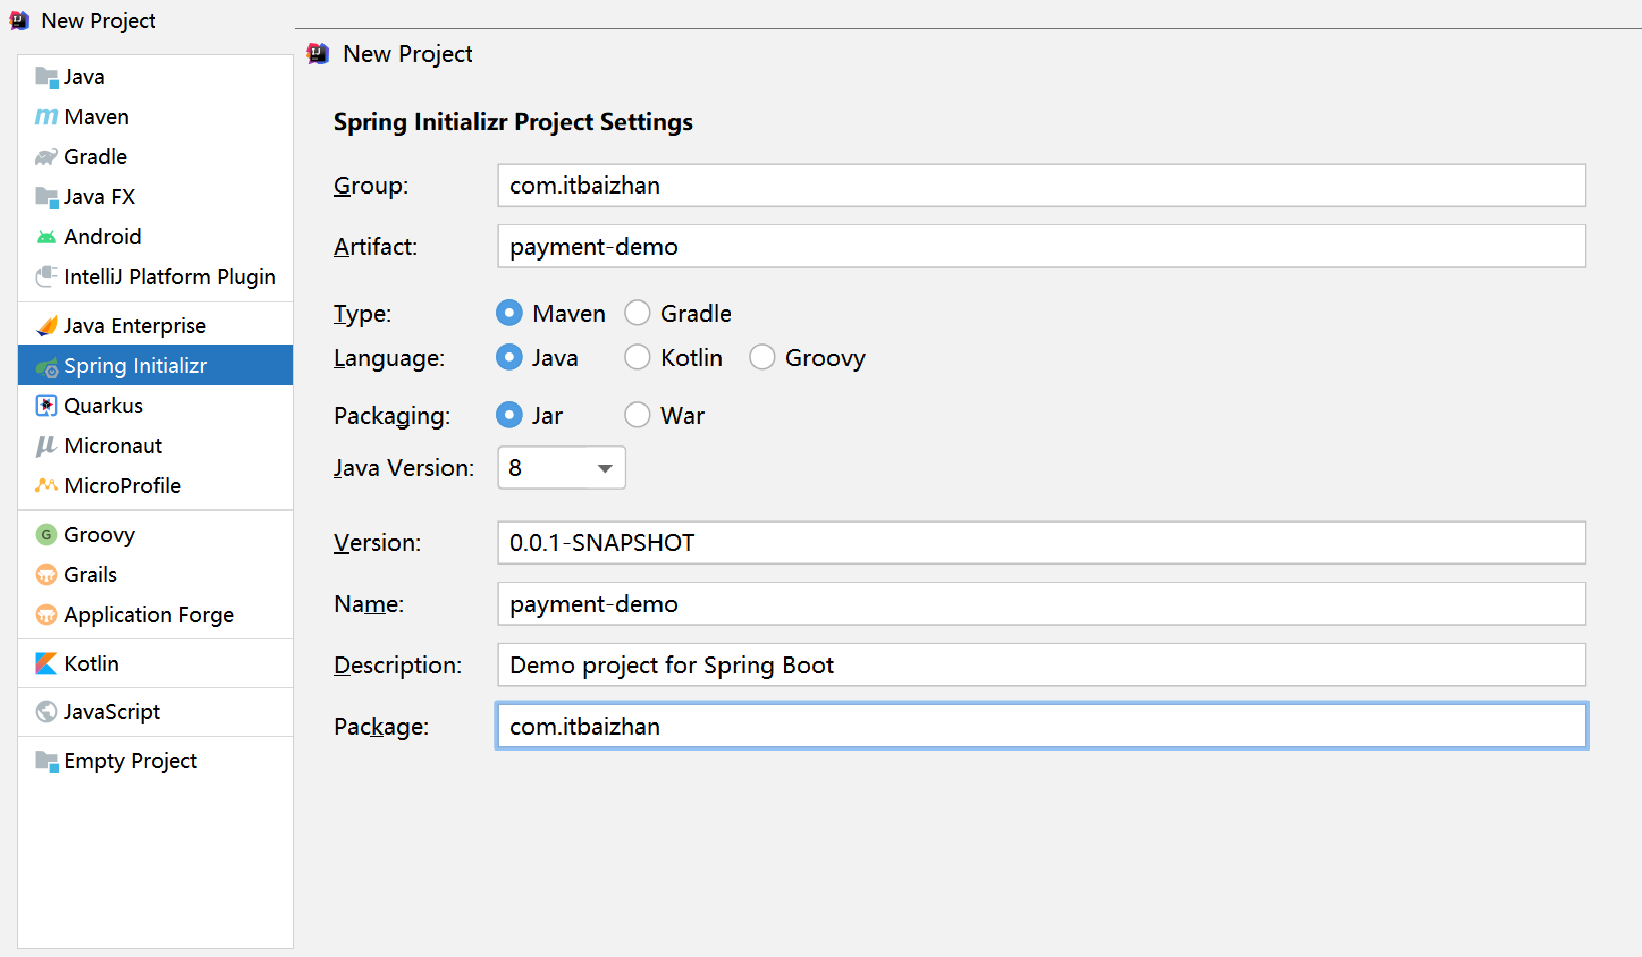 New Project
Java
Maven
Gradle
Java FX
Android
IntelliJ Platform Plugin
Java Enterprise
Spring Initializr
Quarkus
Micronaut
MicroProfile
Groovy
Grails
Application Forge
Kotlin
JavaScript
Empty Project
New Project
Spring Initializr Project Settings
Group: com.itbaizhan
Artifact: payment-demo
Type: Maven Gradle
Language: Java Kotlin Groovy
Packaging: Jar War
Java Version: 8
Version: 0.0.1-SNAPSHOT
Name: payment-demo
Description: Demo project for Spring Boot
Package: com.itbaizhan